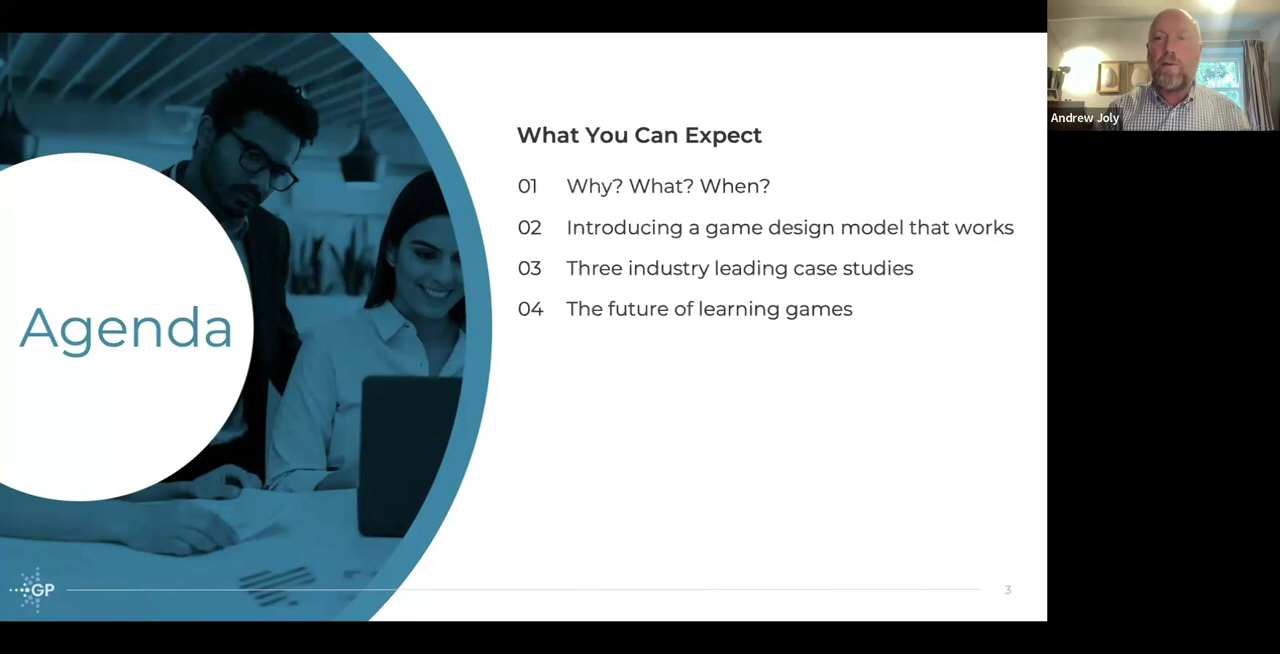 Agenda
What You Can Expect
01 Why? What? When?
02 Introducing a game design model that works
03 Three industry leading case studies
04 The future of learning games
GP
3
Andrew Joly